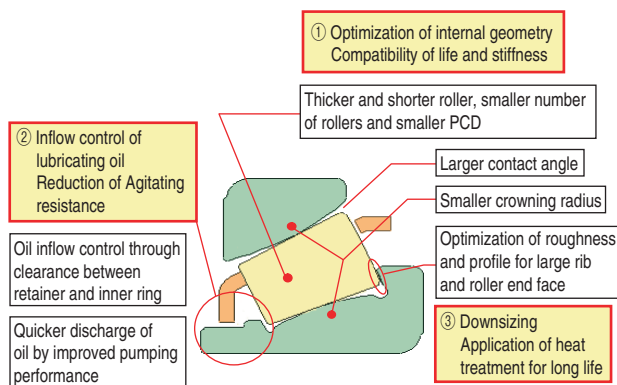 ① Optimization of internal geometry
Compatibility of life and stiffness
Thicker and shorter roller, smaller number
of rollers and smaller PCD
② Inflow control of
lubricating oil
Reduction of Agitating
resistance
Larger contact angle
Smaller crowning radius
Oil inflow control through
clearance between
retainer and inner ring
Optimization of roughness
and profile for large rib
and roller end face
Quicker discharge of
oil by improved pumping
performance
③ Downsizing
Application of heat
treatment for long life